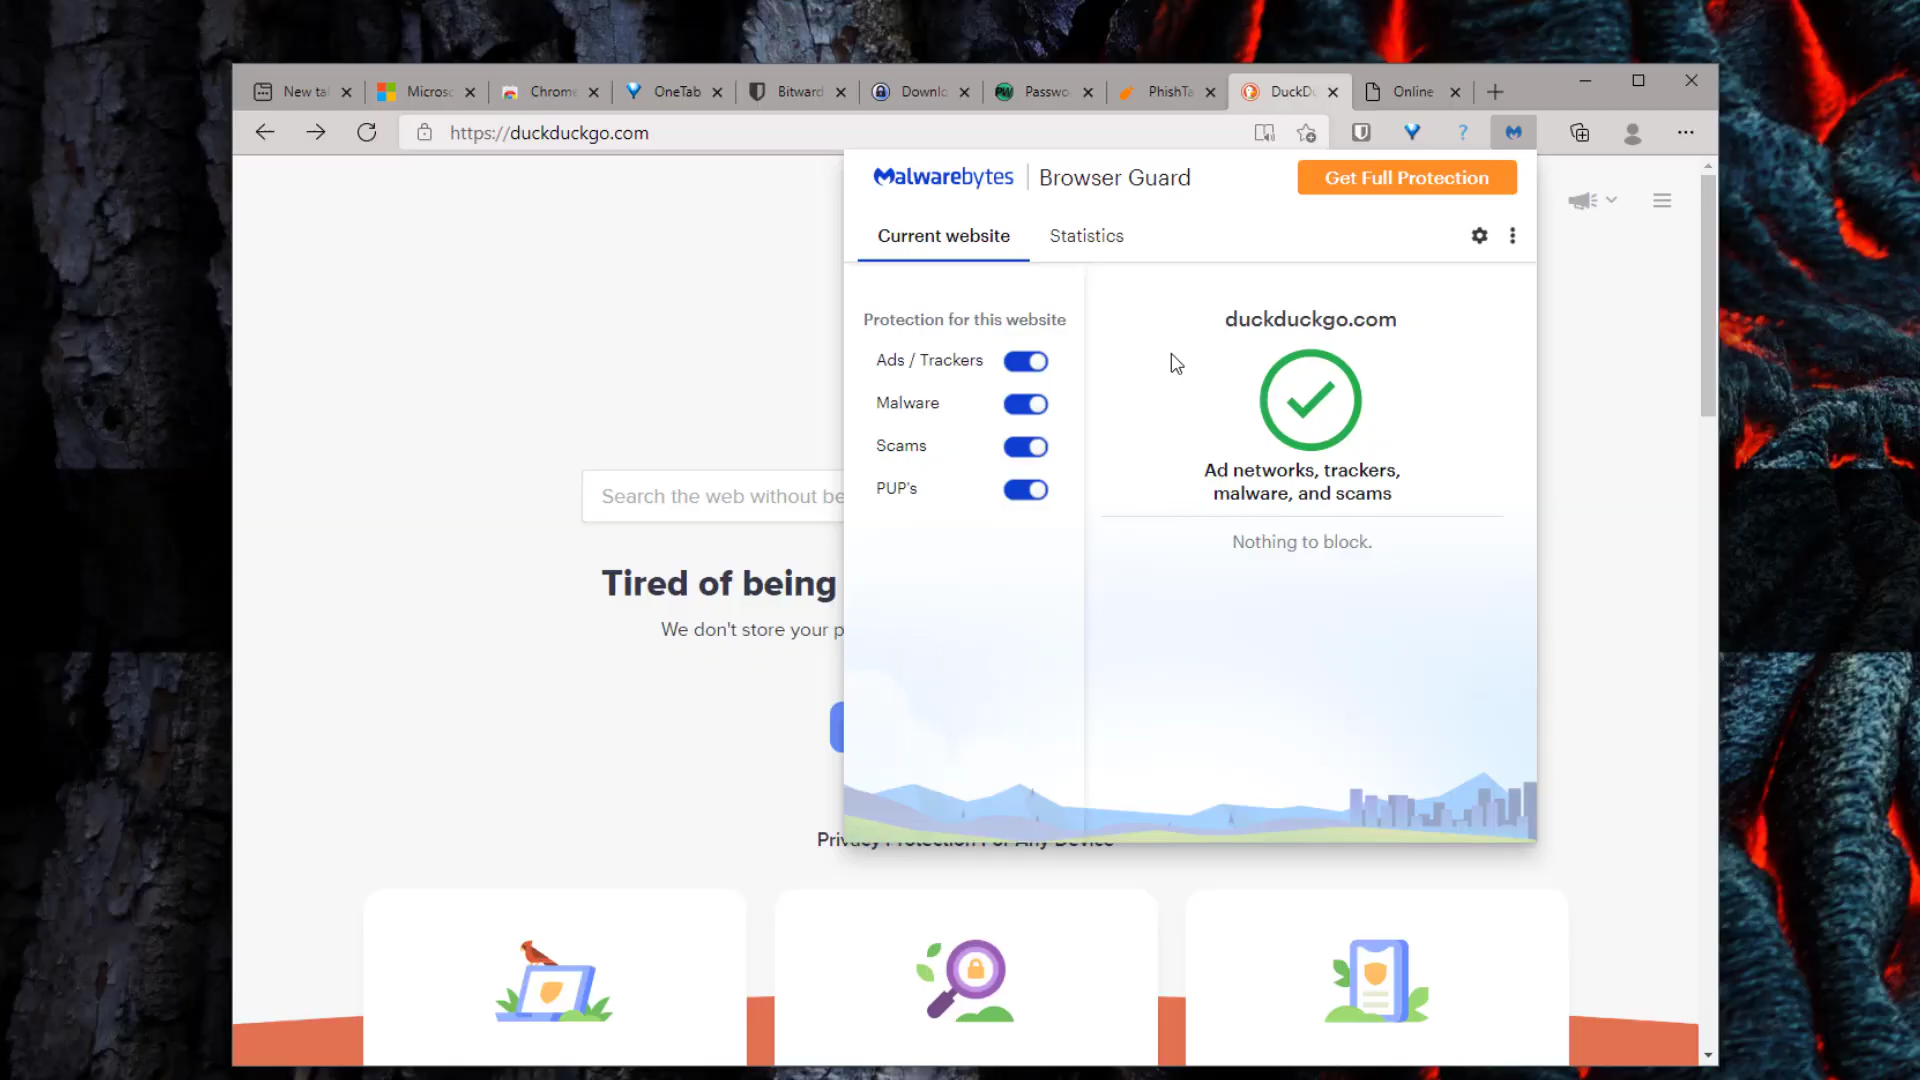 New ta
Micros
Chrome
OneTab
Bitward
Downlo
Passwo
PhishTa
DuckDu
Online
https://duckduckgo.com
Malwarebytes | Browser Guard
Get Full Protection
Current website
Statistics
Protection for this website
Ads / Trackers
Malware
Scams
PUP's
duckduckgo.com
Ad networks, trackers,
malware, and scams
Nothing to block.
Search the web without be
Tired of being
We don't store your p
Privacy Protection For Any Device